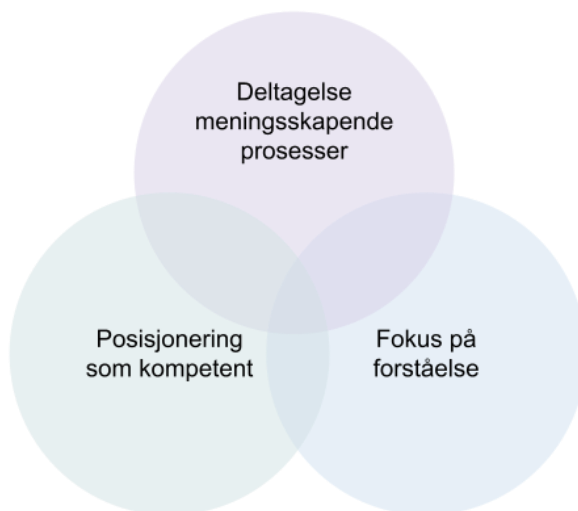 Deltagelse
meningsskapende
prosesser
Posisjonering
som kompetent
Fokus på
forståelse